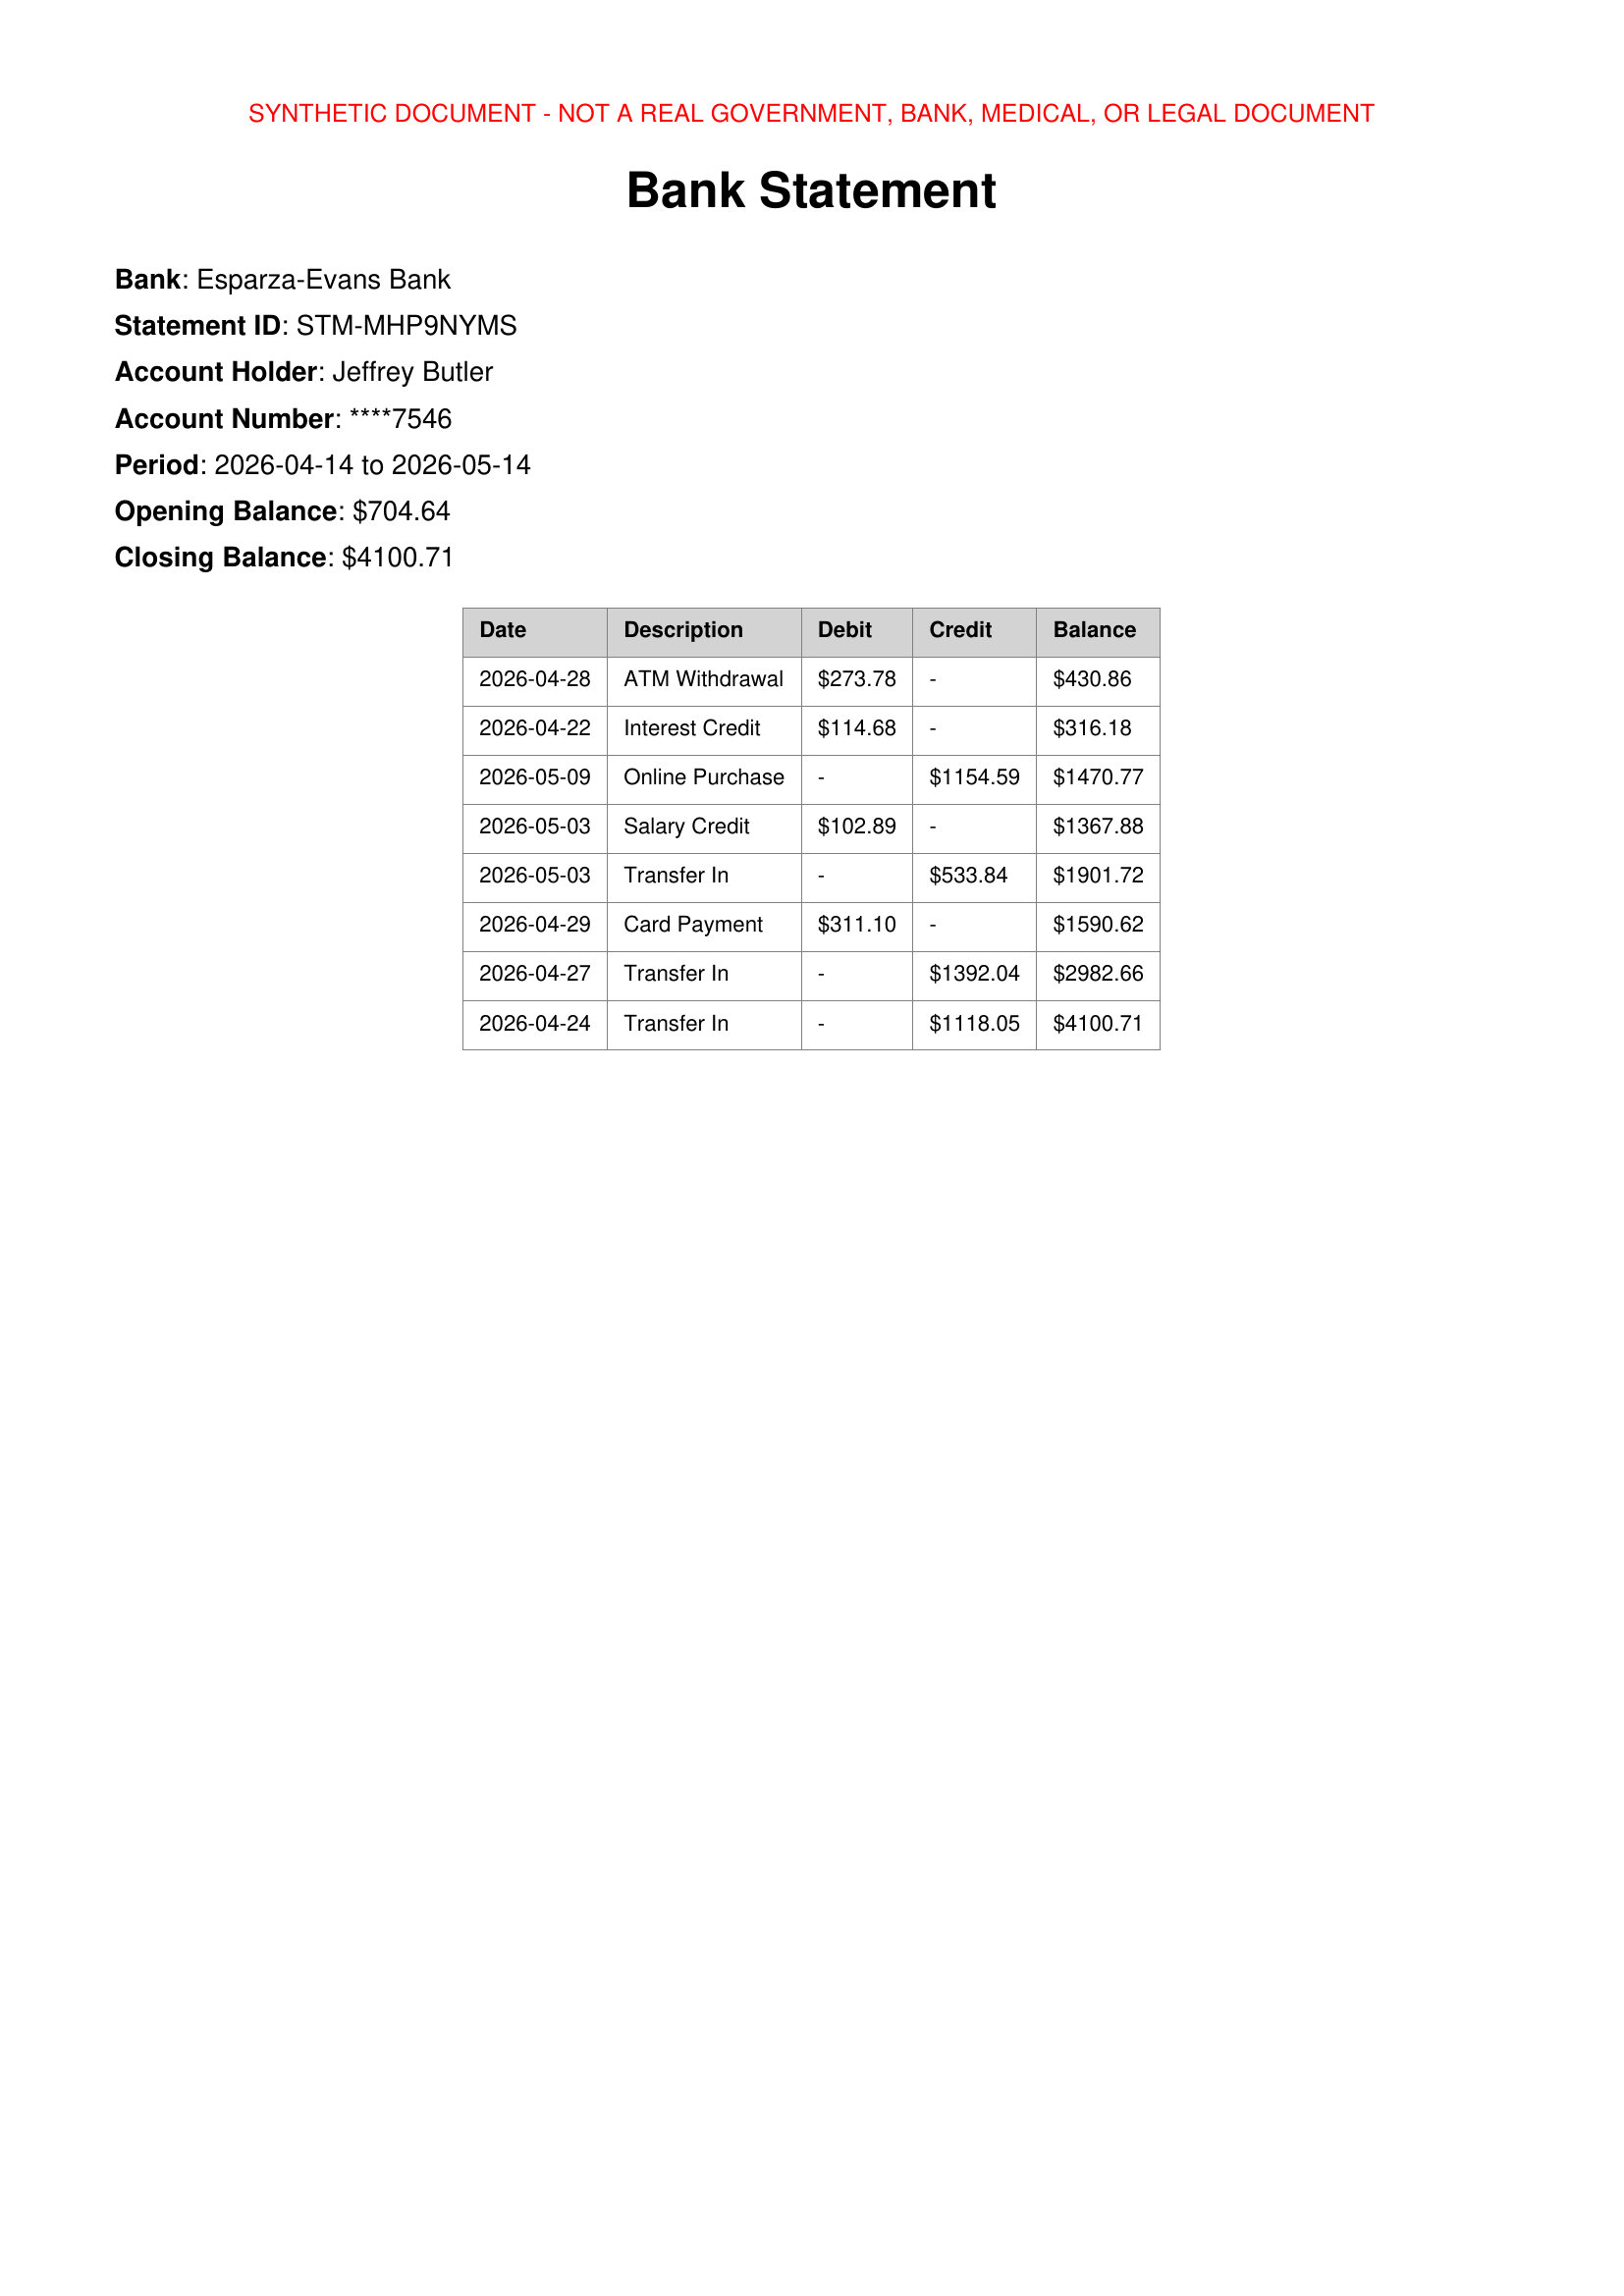 SYNTHETIC DOCUMENT - NOT A REAL GOVERNMENT, BANK, MEDICAL, OR LEGAL DOCUMENT
Bank Statement
Bank: Esparza-Evans Bank
Statement ID: STM-MHP9NYMS
Account Holder: Jeffrey Butler
Account Number: ****7546
Period: 2026-04-14 to 2026-05-14
Opening Balance: $704.64
Closing Balance: $4100.71
Date Description Debit Credit Balance
2026-04-28 ATM Withdrawal $273.78 - $430.86
2026-04-22 Interest Credit $114.68 - $316.18
2026-05-09 Online Purchase - $1154.59 $1470.77
2026-05-03 Salary Credit $102.89 - $1367.88
2026-05-03 Transfer In - $533.84 $1901.72
2026-04-29 Card Payment $311.10 - $1590.62
2026-04-27 Transfer In - $1392.04 $2982.66
2026-04-24 Transfer In - $1118.05 $4100.71